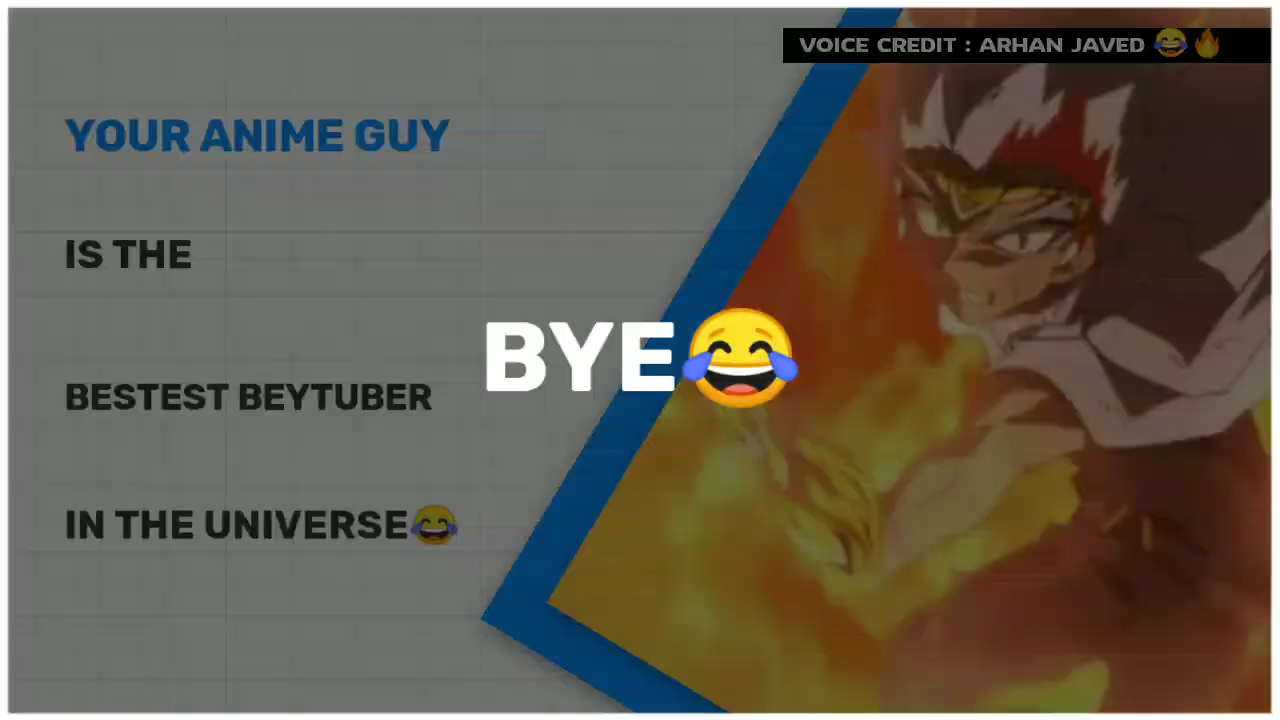 VOICE CREDIT : ARHAN JAVED 😂🔥
YOUR ANIME GUY
IS THE
BYE😂
BESTEST BEYTUBER
IN THE UNIVERSE😂